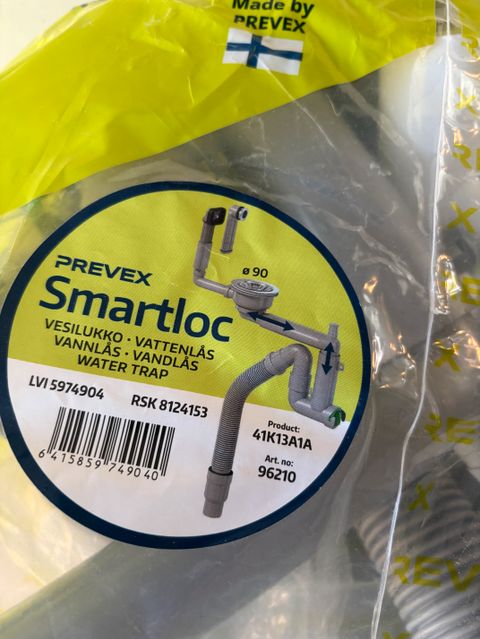 Made by
PREVEX
PREVEX
Smartloc
ø 90
VESILUKKO · VATTENLÅS
VANNLÅS · VANDLÅS
WATER TRAP
LVI 5974904 RSK 8124153
Product:
41K13A1A
Art. no:
96210
6 415859 749040